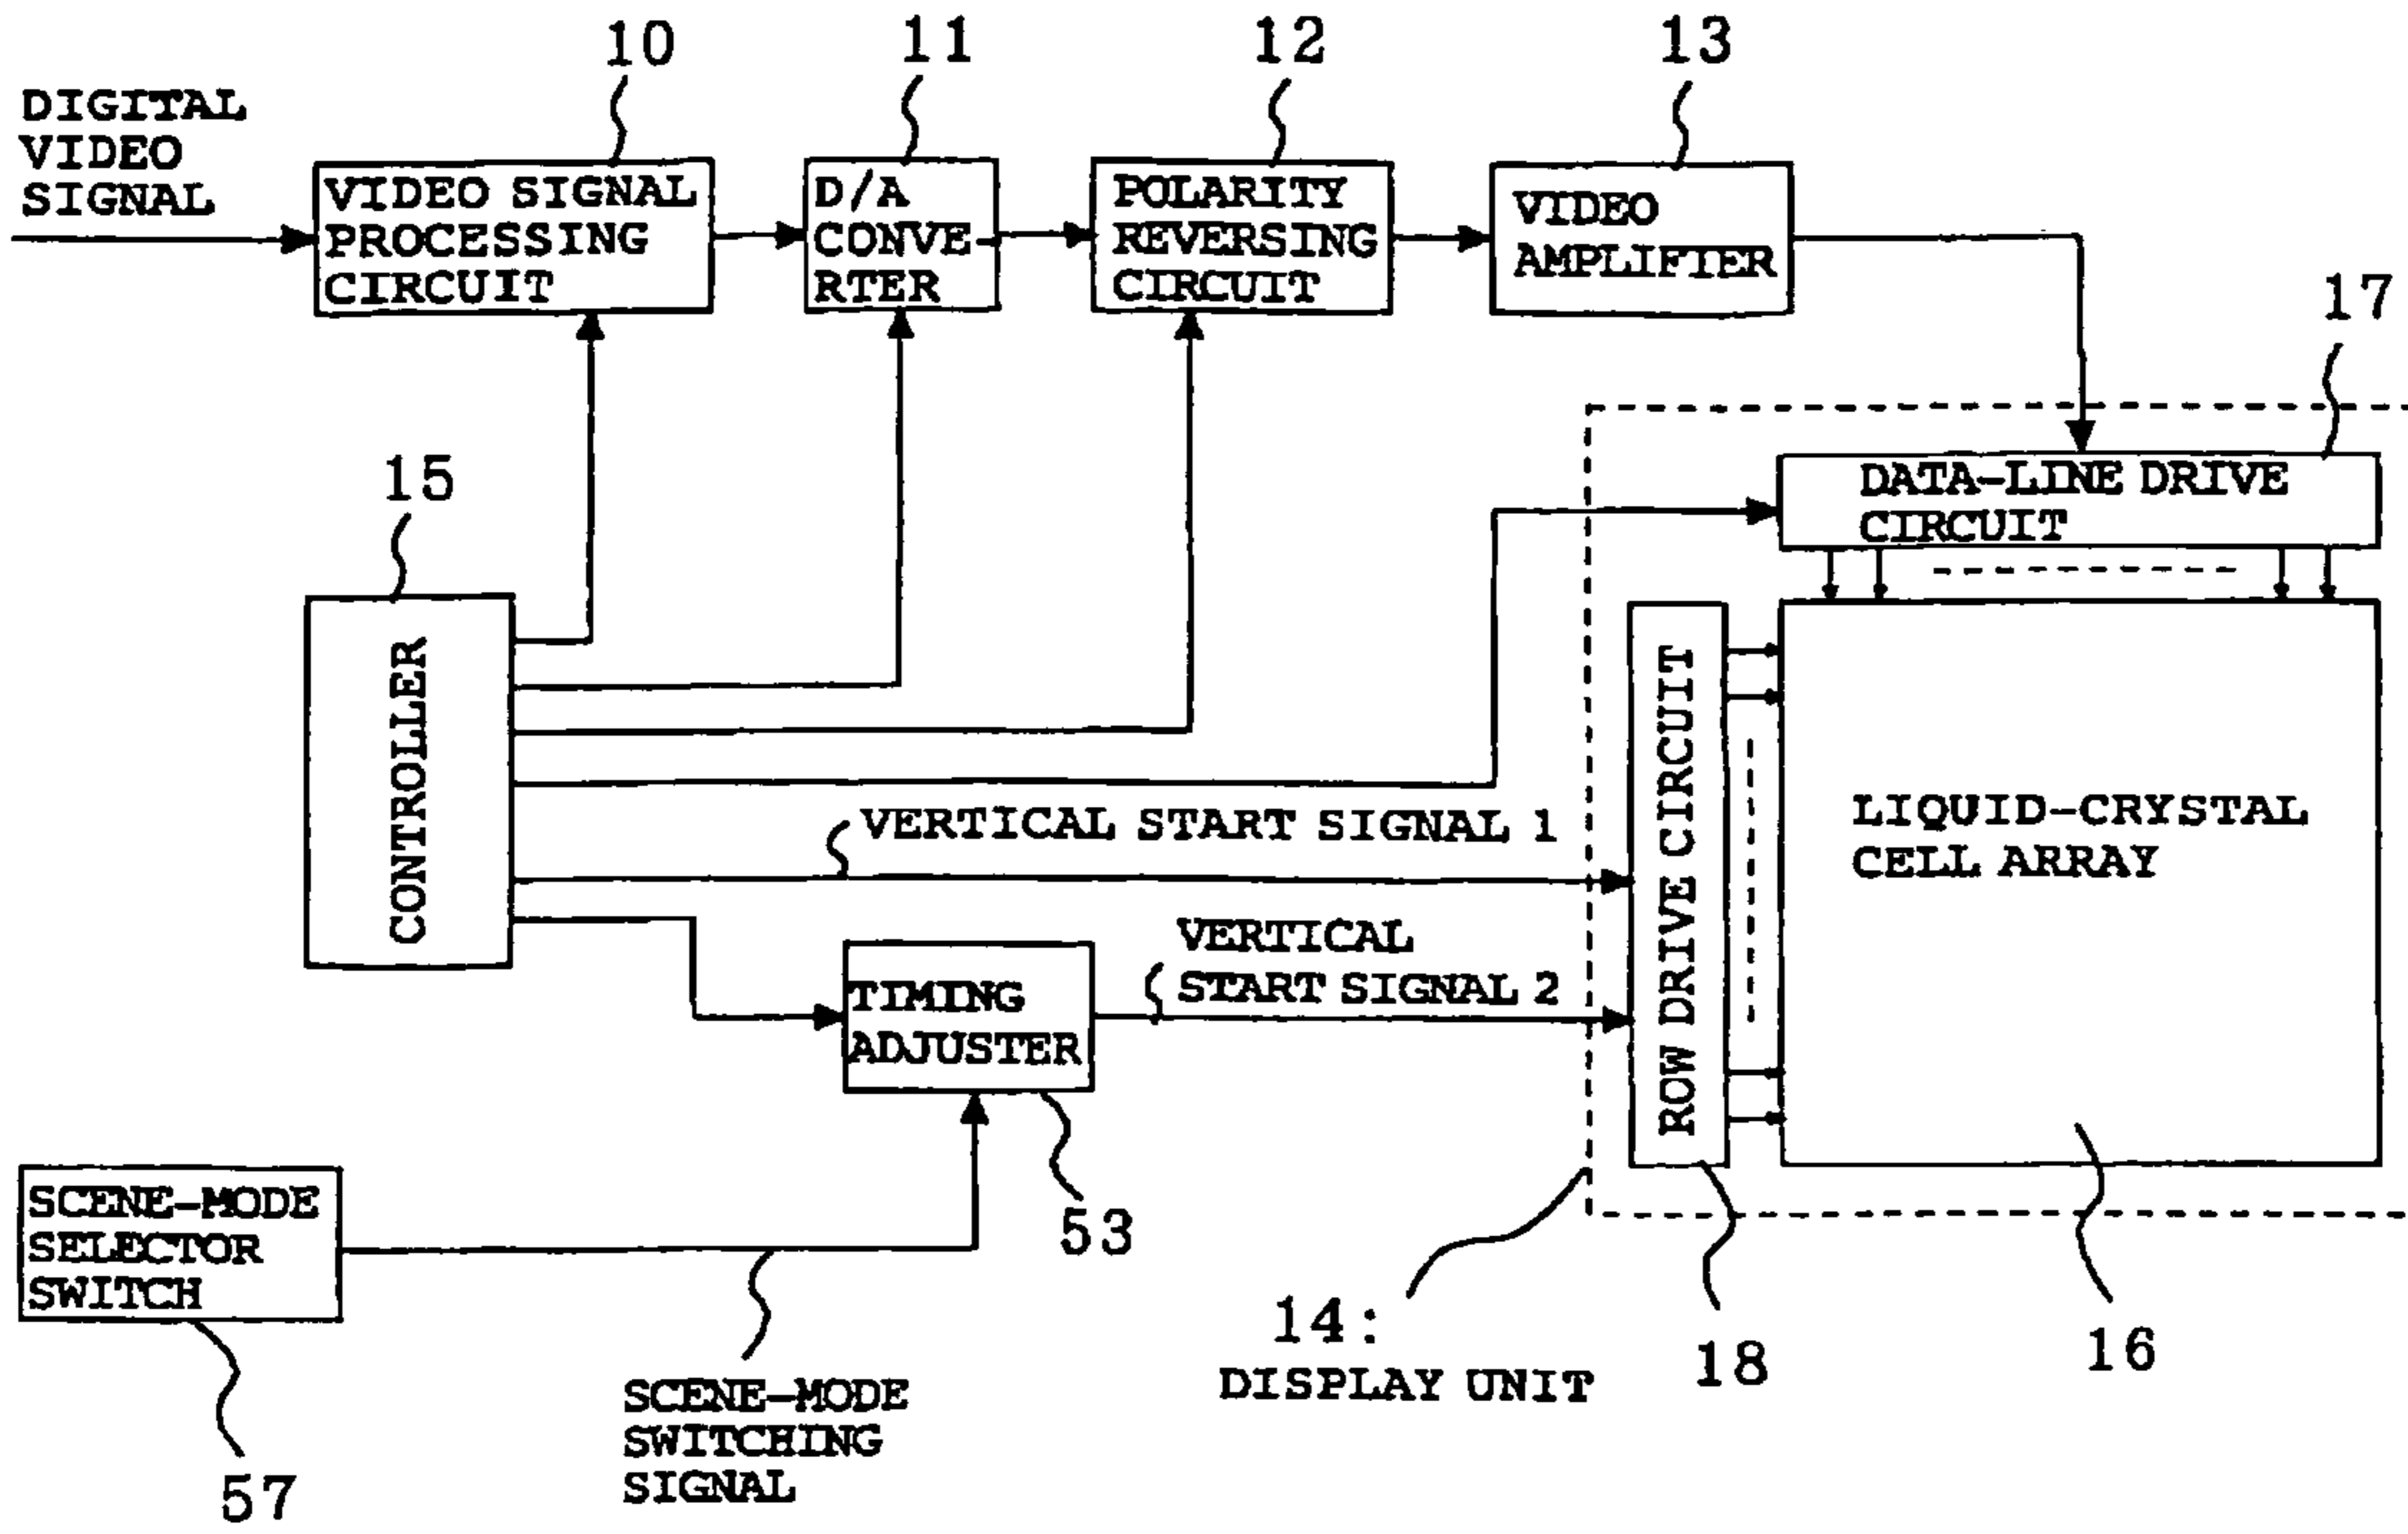 10
11
12
13
DIGITAL
VIDEO
SIGNAL
VIDEO SIGNAL
PROCESSING
CIRCUIT
D/A
CONVE
RTER
POLARITY
REVERSING
CIRCUIT
VIDEO
AMPLIFTER
17
15
DATA-LINE DRIVE
CIRCUIT
CONTROLLER
ROW DRIVE CIRCUIT
LIQUID-CRYSTAL
CELL ARRAY
VERTICAL START SIGNAL 1
VERTICAL
START SIGNAL 2
TIMING
ADJUSTER
53
SCENE-MODE
SELECTOR
SWITCH
57
SCENE-MODE
SWITCHING
SIGNAL
14:
DISPLAY UNIT
18
16